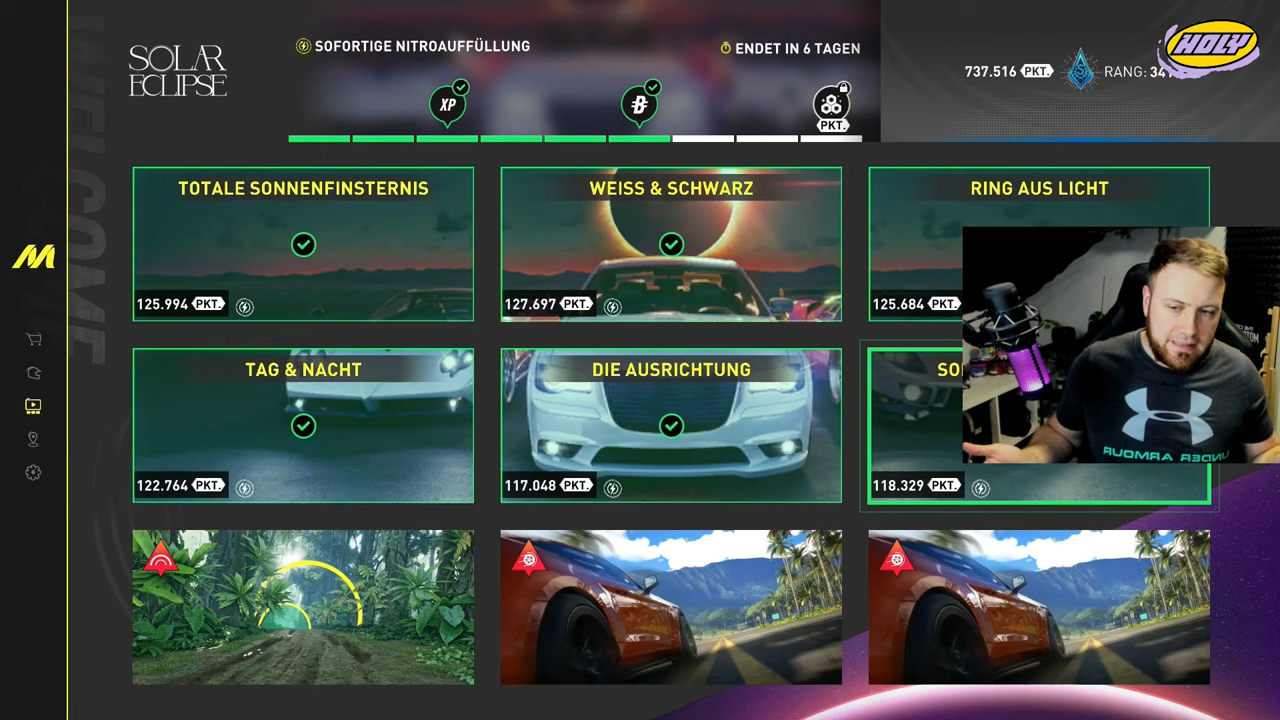 SOLAR
ECLIPSE
SOFORTIGE NITROAUFFÜLLUNG
ENDET IN 6 TAGEN
XP
PKT.
737.516 PKT.
RANG: 34
HOLY
WELCOME
TOTALE SONNENFINSTERNIS
125.994 PKT.
WEISS & SCHWARZ
127.697 PKT.
RING AUS LICHT
125.684 PKT.
TAG & NACHT
122.764 PKT.
DIE AUSRICHTUNG
117.048 PKT.
118.329 PKT.
UNDER ARMOUR